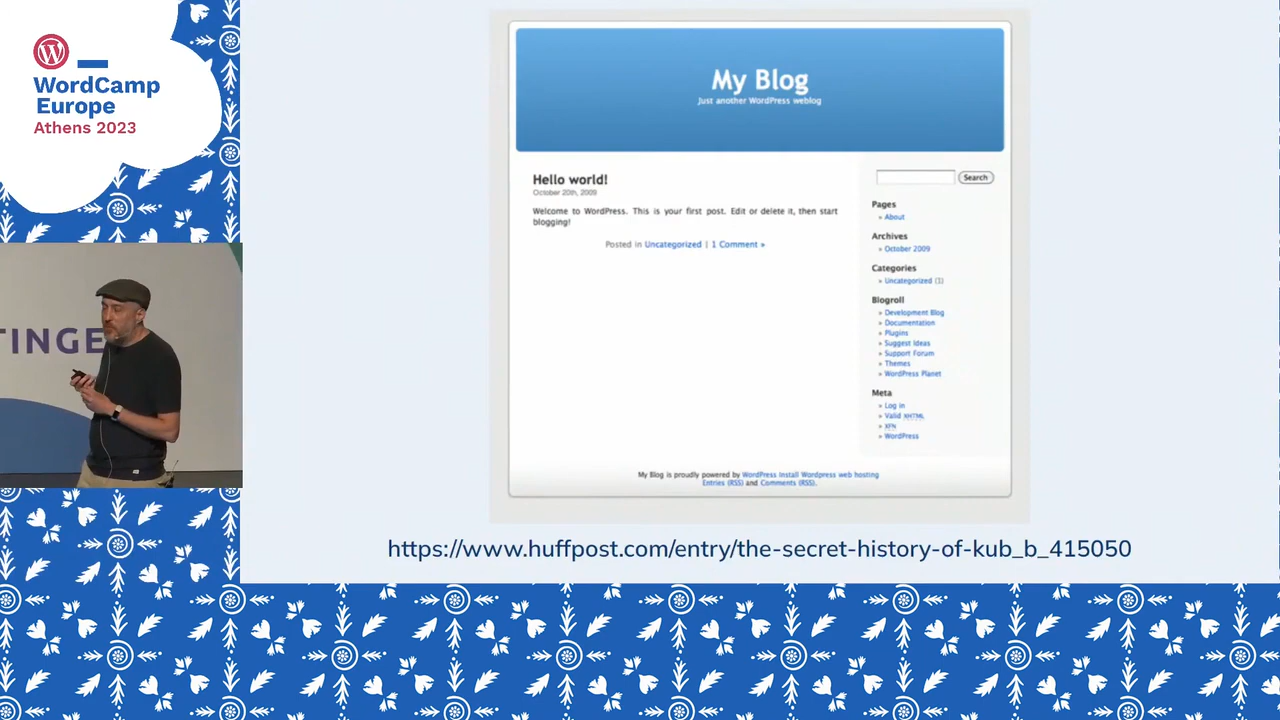 WordCamp
Europe
Athens 2023
TINGE
My Blog
Just another WordPress weblog
Hello world!
October 20th, 2009
Welcome to WordPress. This is your first post. Edit or delete it, then start
blogging!
Posted in Uncategorized | 1 Comment »
Search
Pages
» About
Archives
» October 2009
Categories
» Uncategorized (1)
Blogroll
» Development Blog
» Documentation
» Plugins
» Suggest Ideas
» Support Forum
» Themes
» WordPress Planet
Meta
» Log in
» Valid XHTML
» XFN
» WordPress
My Blog is proudly powered by WordPress Install Wordpress web hosting
Entries (RSS) and Comments (RSS).
https://www.huffpost.com/entry/the-secret-history-of-kub_b_415050